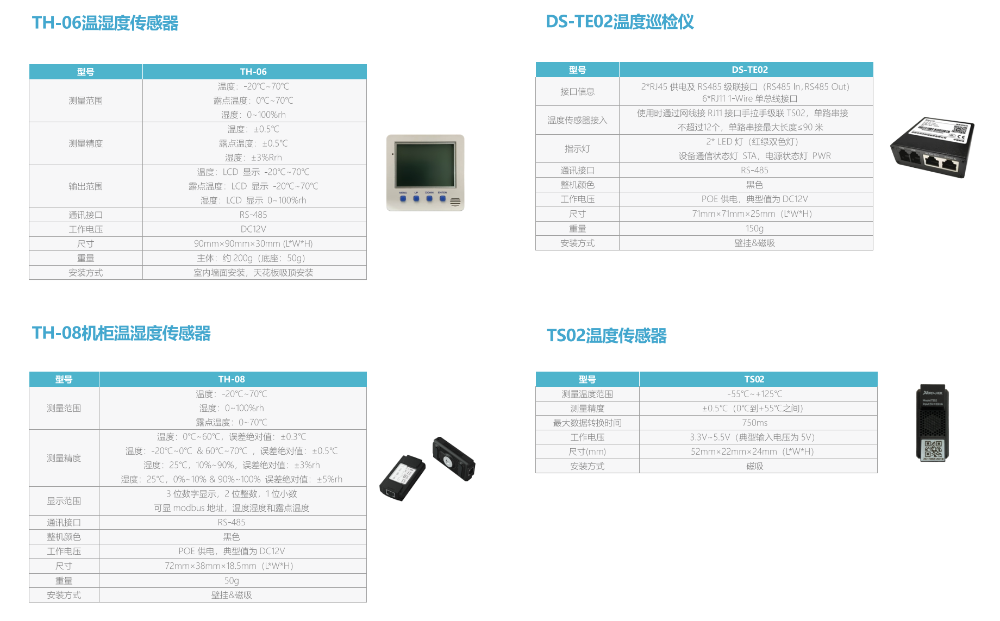 TH-06温湿度传感器
型号 TH-06
测量范围
温度：-20℃~70℃
露点温度：0℃~70℃
湿度：0~100%rh
测量精度
温度：±0.5℃
露点温度：±0.5℃
湿度：±3%Rrh
输出范围
温度：LCD 显示 -20℃~70℃
露点温度：LCD 显示 -20℃~70℃
湿度：LCD 显示 0~100%rh
通讯接口 RS-485
工作电压 DC12V
尺寸 90mm×90mm×30mm (L*W*H)
重量 主体：约 200g（底座：50g）
安装方式 室内墙面安装，天花板吸顶安装
MENU UP DOWN ENTER
DS-TE02温度巡检仪
型号 DS-TE02
接口信息
2*RJ45 供电及 RS485 级联接口（RS485 In, RS485 Out）
6*RJ11 1-Wire 单总线接口
温度传感器接入
使用时通过网线接 RJ11 接口手拉手级联 TS02，单路串接
不超过12个，单路串接最大长度≤90 米
指示灯
2* LED 灯（红绿双色灯）
设备通信状态灯 STA，电源状态灯 PWR
通讯接口 RS-485
整机颜色 黑色
工作电压 POE 供电，典型值为 DC12V
尺寸 71mm×71mm×25mm（L*W*H）
重量 150g
安装方式 壁挂&磁吸
TH-08机柜温湿度传感器
型号 TH-08
测量范围
温度：-20℃~70℃
湿度：0~100%rh
露点温度：0~70℃
测量精度
温度：0℃~60℃，误差绝对值：±0.3℃
温度：-20℃~0℃ & 60℃~70℃ ，误差绝对值：±0.5℃
湿度：25℃，10%~90%，误差绝对值：±3%rh
湿度：25℃，0%~10% & 90%~100% 误差绝对值：±5%rh
显示范围
3 位数字显示，2 位整数，1 位小数
可显 modbus 地址，温度湿度和露点温度
通讯接口 RS-485
整机颜色 黑色
工作电压 POE 供电，典型值为 DC12V
尺寸 72mm×38mm×18.5mm（L*W*H）
重量 50g
安装方式 壁挂&磁吸
TS02温度传感器
型号 TS02
测量温度范围 -55℃~+125℃
测量精度 ±0.5℃（0℃到+55℃之间）
最大数据转换时间 750ms
工作电压 3.3V~5.5V（典型输入电压为 5V）
尺寸(mm) 52mm×22mm×24mm（L*W*H）
安装方式 磁吸
XBROTHER
Model:TS02